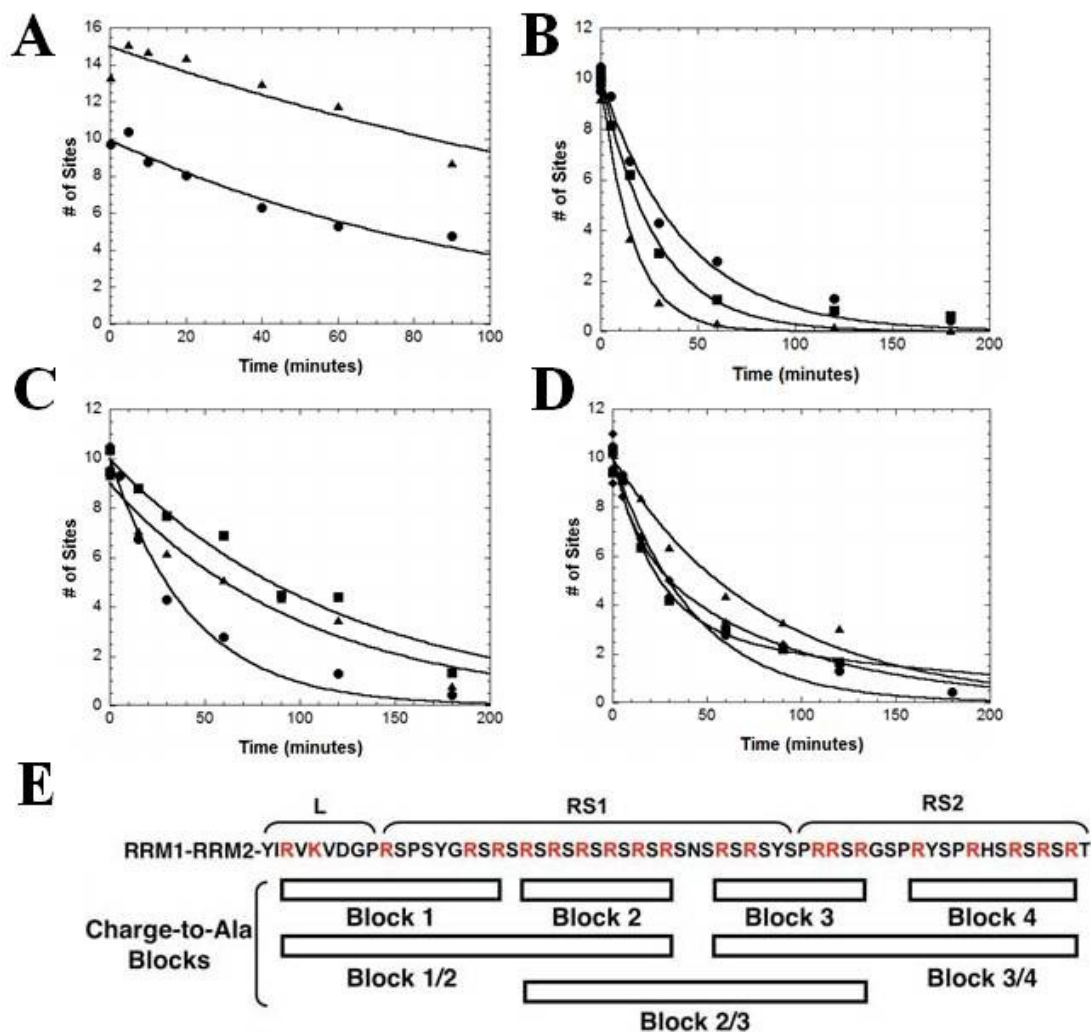 A
16
14
12
10
8
6
4
2
0
# of Sites
0 20 40 60 80 100
Time (minutes)
B
12
10
8
6
4
2
0
# of Sites
0 50 100 150 200
Time (minutes)
C
12
10
8
6
4
2
0
# of Sites
0 50 100 150 200
Time (minutes)
D
12
10
8
6
4
2
0
# of Sites
0 50 100 150 200
Time (minutes)
E
L RS1 RS2
RRM1-RRM2-YIRVKVDGPRSPSYGRSRSRSRSRSRSRSRSNSRSRSYSPRRSRGSPRYSPRHSRSRSRT
Charge-to-Ala
Blocks
Block 1 Block 2 Block 3 Block 4
Block 1/2 Block 3/4
Block 2/3